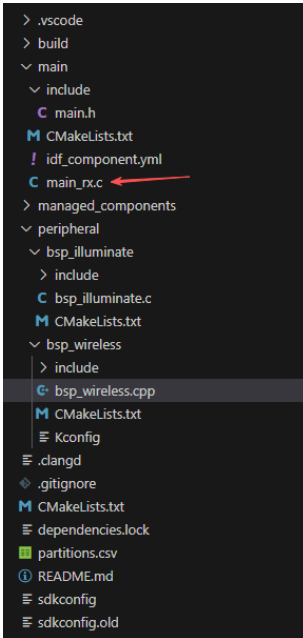 .vscode
build
main
include
C main.h
M CMakeLists.txt
! idf_component.yml
C main_rx.c
managed_components
peripheral
bsp_illuminate
include
C bsp_illuminate.c
M CMakeLists.txt
bsp_wireless
include
C+ bsp_wireless.cpp
M CMakeLists.txt
Kconfig
.clangd
.gitignore
M CMakeLists.txt
dependencies.lock
partitions.csv
README.md
sdkconfig
sdkconfig.old